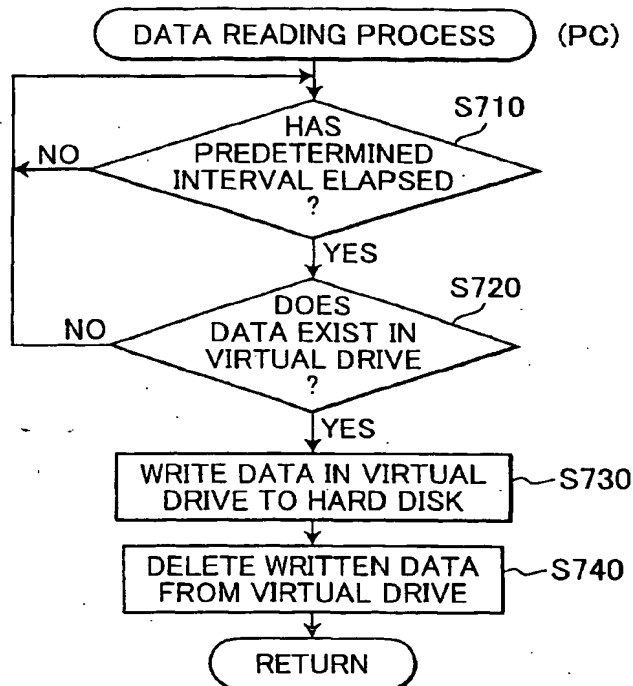 DATA READING PROCESS (PC)
S710
HAS
PREDETERMINED
INTERVAL ELAPSED
?
NO
YES
S720
DOES
DATA EXIST IN
VIRTUAL DRIVE
?
NO
YES
WRITE DATA IN VIRTUAL
DRIVE TO HARD DISK
S730
DELETE WRITTEN DATA
FROM VIRTUAL DRIVE
S740
RETURN